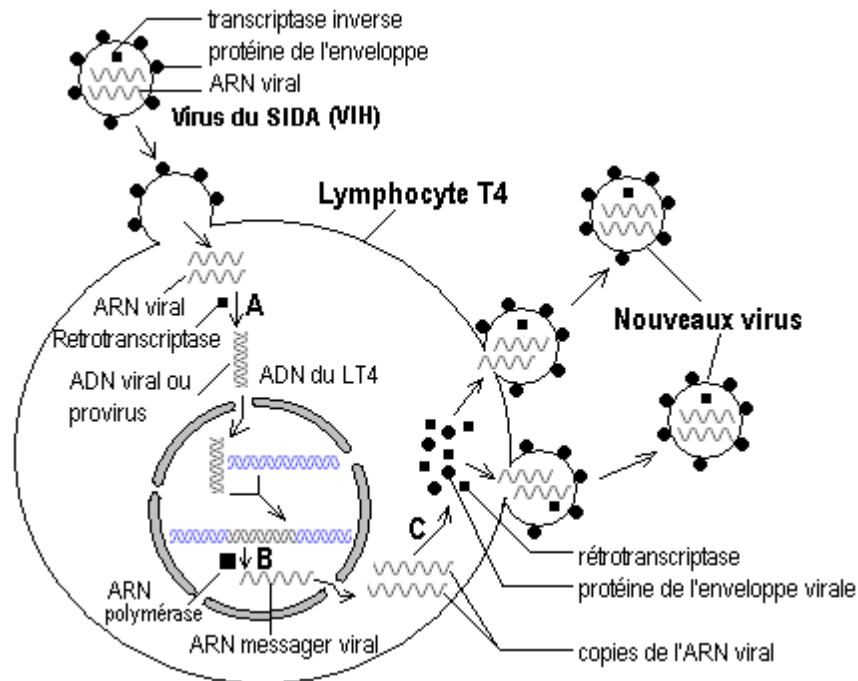 transcriptase inverse
protéine de l'enveloppe
ARN viral
Virus du SIDA (VIH)
Lymphocyte T4
ARN viral
A
Retrotranscriptase
Nouveaux virus
ADN viral ou
provirus
ADN du LT4
C
B
ARN
polymérase
ARN messager viral
rétrotranscriptase
protéine de l'enveloppe virale
copies de l'ARN viral